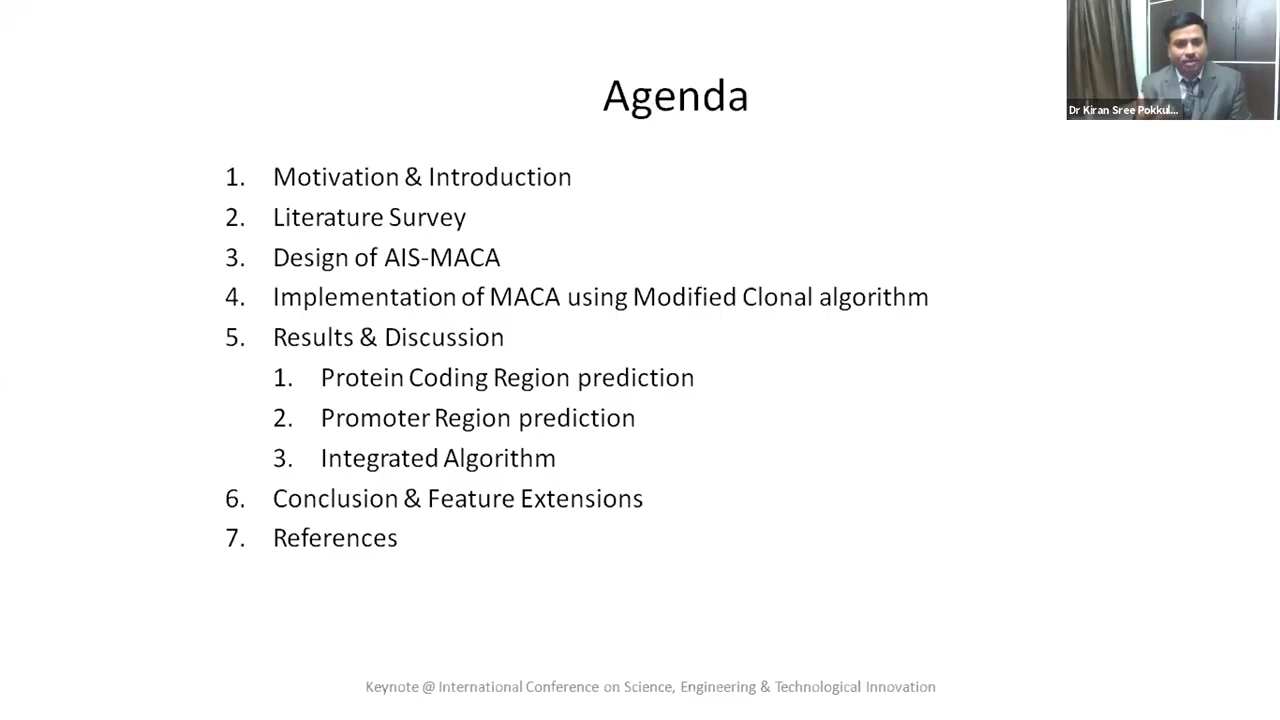 Agenda
Dr Kiran Sree Pokkul...
1. Motivation & Introduction
2. Literature Survey
3. Design of AIS-MACA
4. Implementation of MACA using Modified Clonal algorithm
5. Results & Discussion
1. Protein Coding Region prediction
2. Promoter Region prediction
3. Integrated Algorithm
6. Conclusion & Feature Extensions
7. References
Keynote @ International Conference on Science, Engineering & Technological Innovation